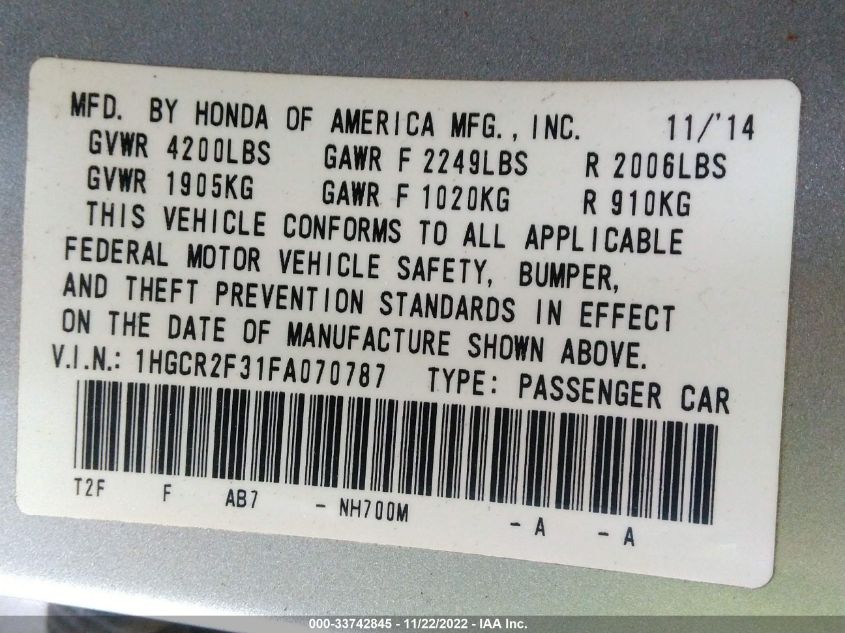 MFD. BY HONDA OF AMERICA MFG., INC. 11/'14
GVWR 4200LBS GAWR F 2249LBS R 2006LBS
GVWR 1905KG GAWR F 1020KG R 910KG
THIS VEHICLE CONFORMS TO ALL APPLICABLE
FEDERAL MOTOR VEHICLE SAFETY, BUMPER,
AND THEFT PREVENTION STANDARDS IN EFFECT
ON THE DATE OF MANUFACTURE SHOWN ABOVE.
V.I.N.: 1HGCR2F31FA070787 TYPE: PASSENGER CAR
T2F F AB7 - NH700M - A - A
000-33742845 - 11/22/2022 - IAA Inc.